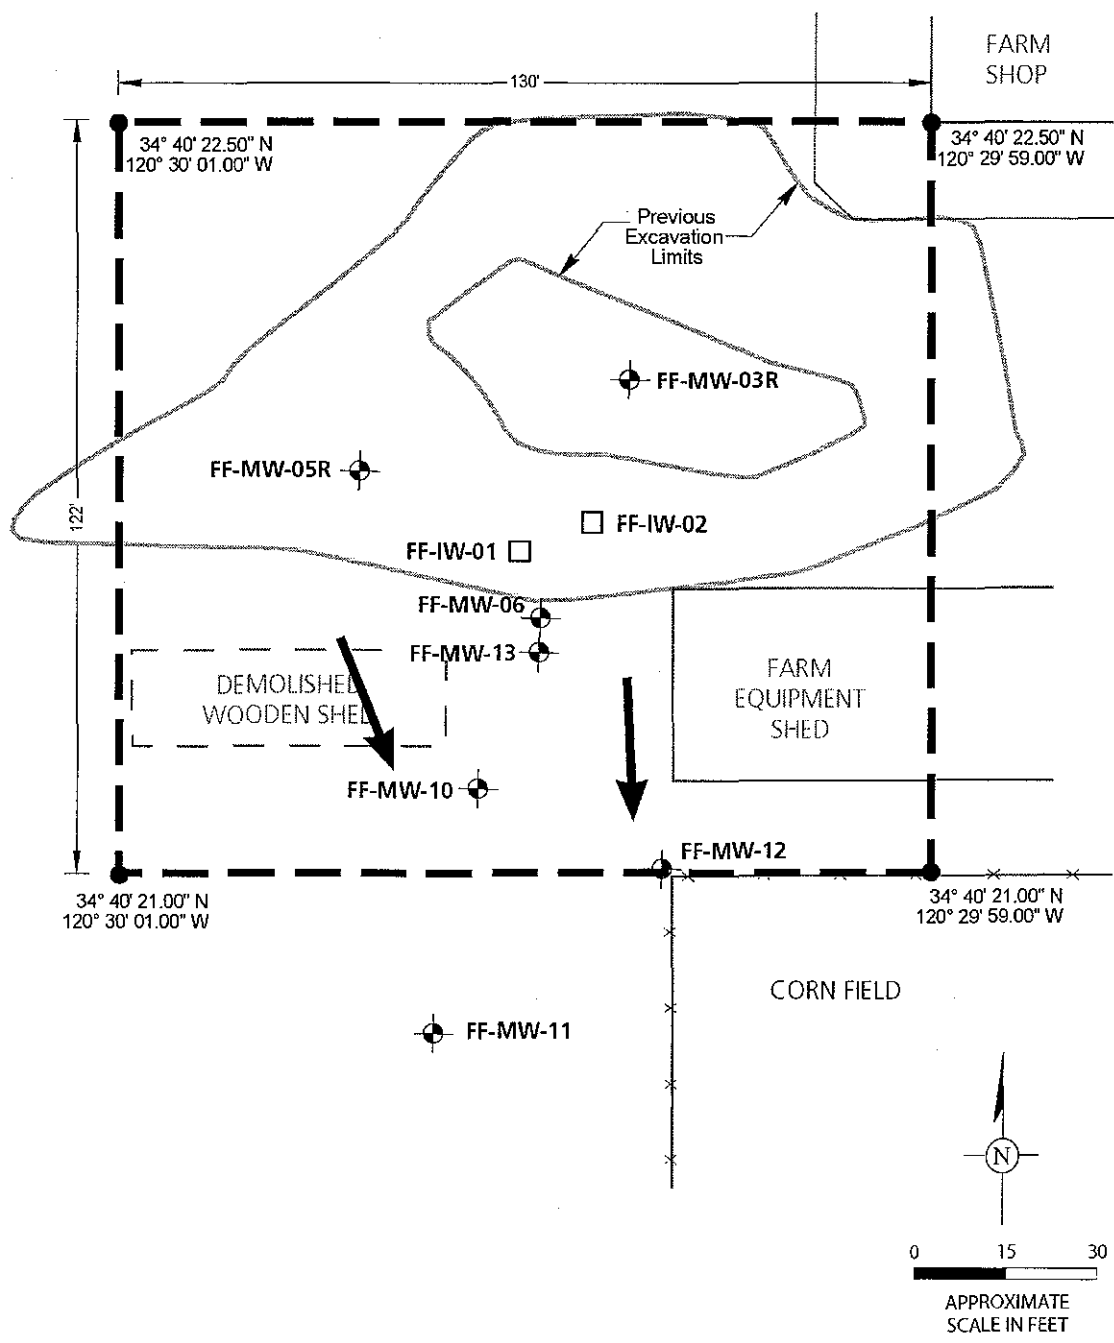 FARM
SHOP
130'
34° 40' 22.50" N
120° 30' 01.00" W
34° 40' 22.50" N
120° 29' 59.00" W
Previous
Excavation
Limits
FF-MW-03R
FF-MW-05R
122'
FF-IW-02
FF-IW-01
FF-MW-06
FF-MW-13
DEMOLISHED
WOODEN SHED
FARM
EQUIPMENT
SHED
FF-MW-10
FF-MW-12
34° 40' 21.00" N
120° 30' 01.00" W
34° 40' 21.00" N
120° 29' 59.00" W
CORN FIELD
FF-MW-11
N
0 15 30
APPROXIMATE
SCALE IN FEET